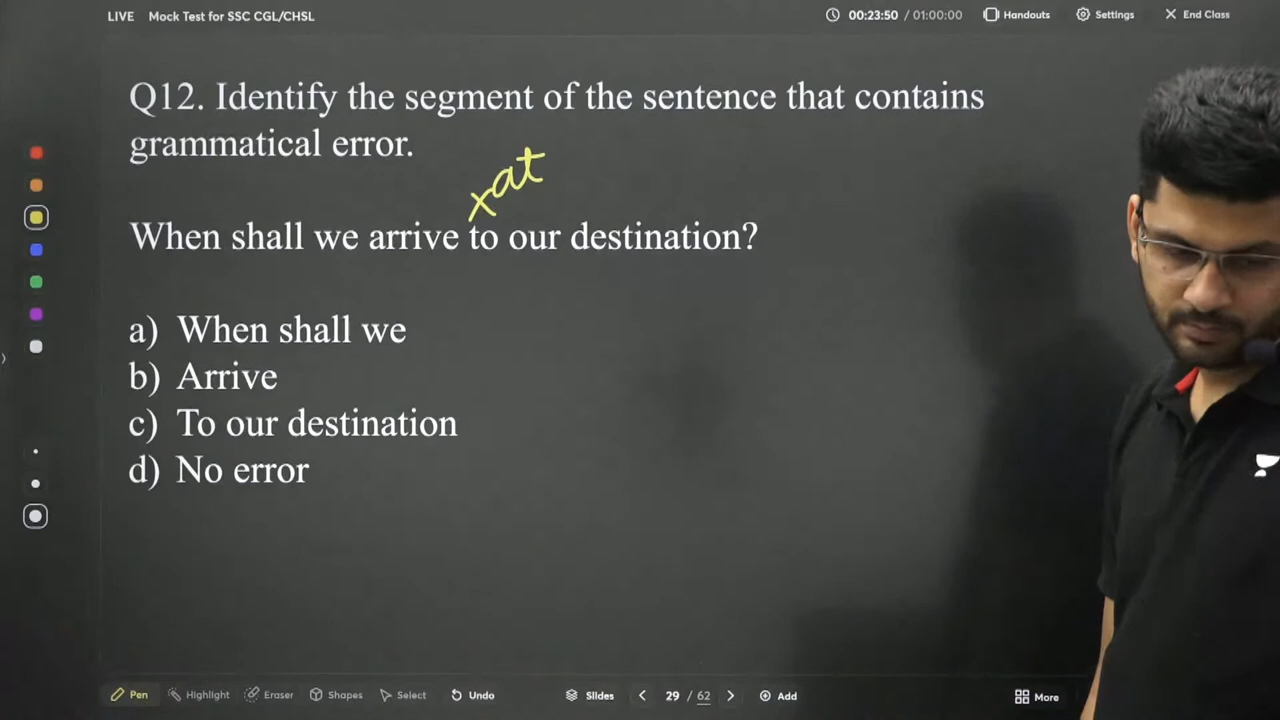 LIVE Mock Test for SSC CGL/CHSL 00:23:50 / 01:00:00 Handouts Settings End Class
Q12. Identify the segment of the sentence that contains
grammatical error.
xat
When shall we arrive to our destination?
a) When shall we
b) Arrive
c) To our destination
d) No error
Pen Highlight Eraser Shapes Select Undo Slides 29 / 62 Add More